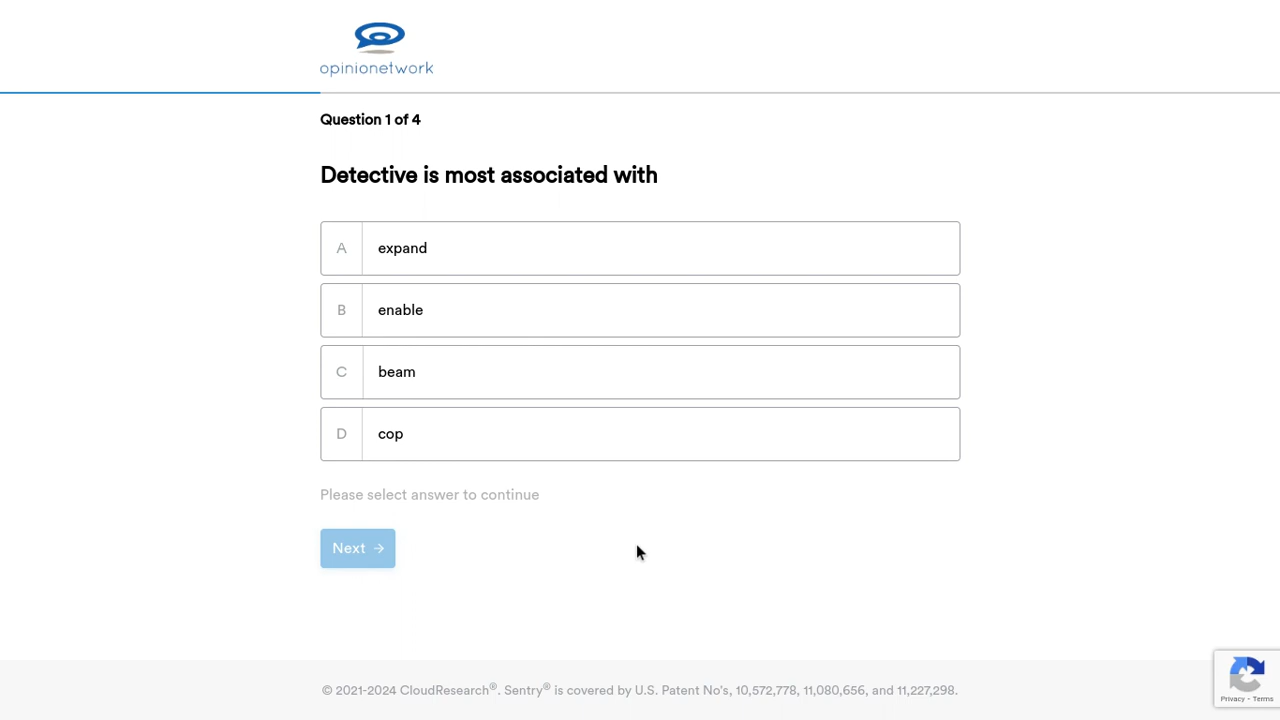 opinionetwork
Question 1 of 4
Detective is most associated with
A expand
B enable
C beam
D cop
Please select answer to continue
Next →
© 2021-2024 CloudResearch®. Sentry® is covered by U.S. Patent No's, 10,572,778, 11,080,656, and 11,227,298.
Privacy - Terms